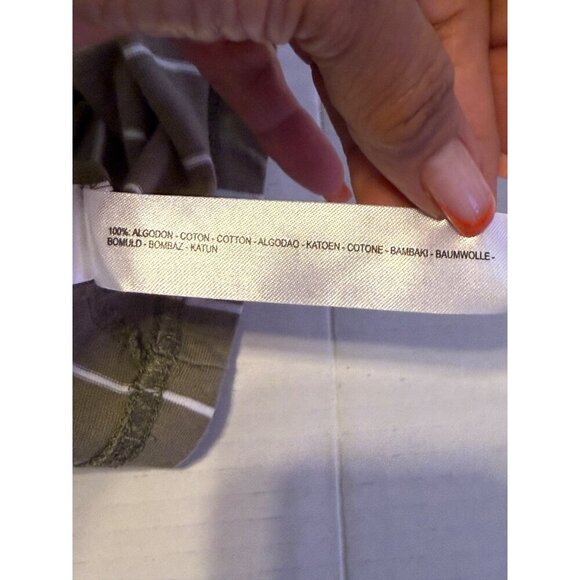 100%: ALGODON - COTON - COTTON - ALGODAO - KATOEN - COTONE - BAMBAKI - BAUMWOLLE -
BOMULD - BOMBAZ - KATUN